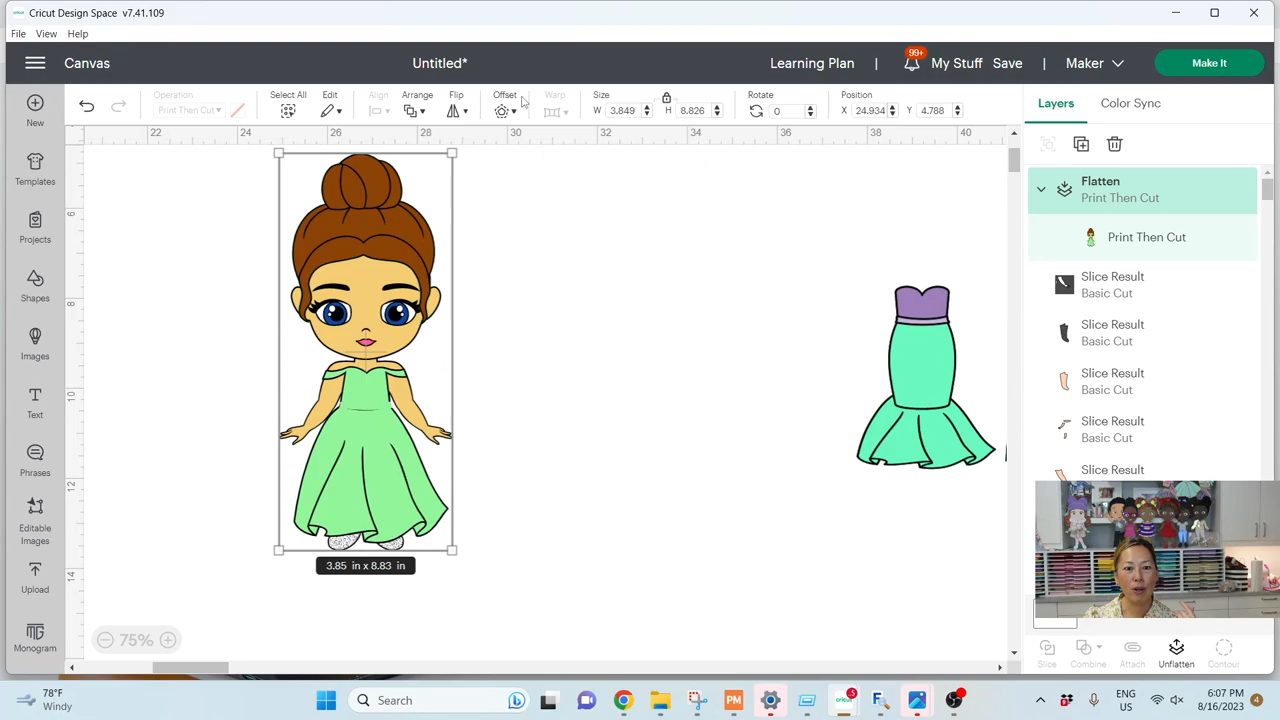 Cricut Design Space v7.41.109
File View Help
Canvas
Untitled*
Learning Plan | 99+ My Stuff Save | Maker Make It
Operation
Print Then Cut
Select All Edit Align Arrange Flip Offset Warp
Size
W 3.849 H 8.826
Rotate
0
Position
X 24.934 Y 4.788
Layers Color Sync
22 24 26 28 30 32 34 36 38 40
6
8
10
12
14
New
Templates
Projects
Shapes
Images
Text
Phrases
Editable
Images
Upload
Monogram
3.85 in x 8.83 in
75%
Flatten
Print Then Cut
Print Then Cut
Slice Result
Basic Cut
Slice Result
Basic Cut
Slice Result
Basic Cut
Slice Result
Basic Cut
Slice Result
Slice Combine Attach Unflatten Contour
78°F
Windy
Search
PM
cricut
5
ENG
US
6:07 PM
8/16/2023
4